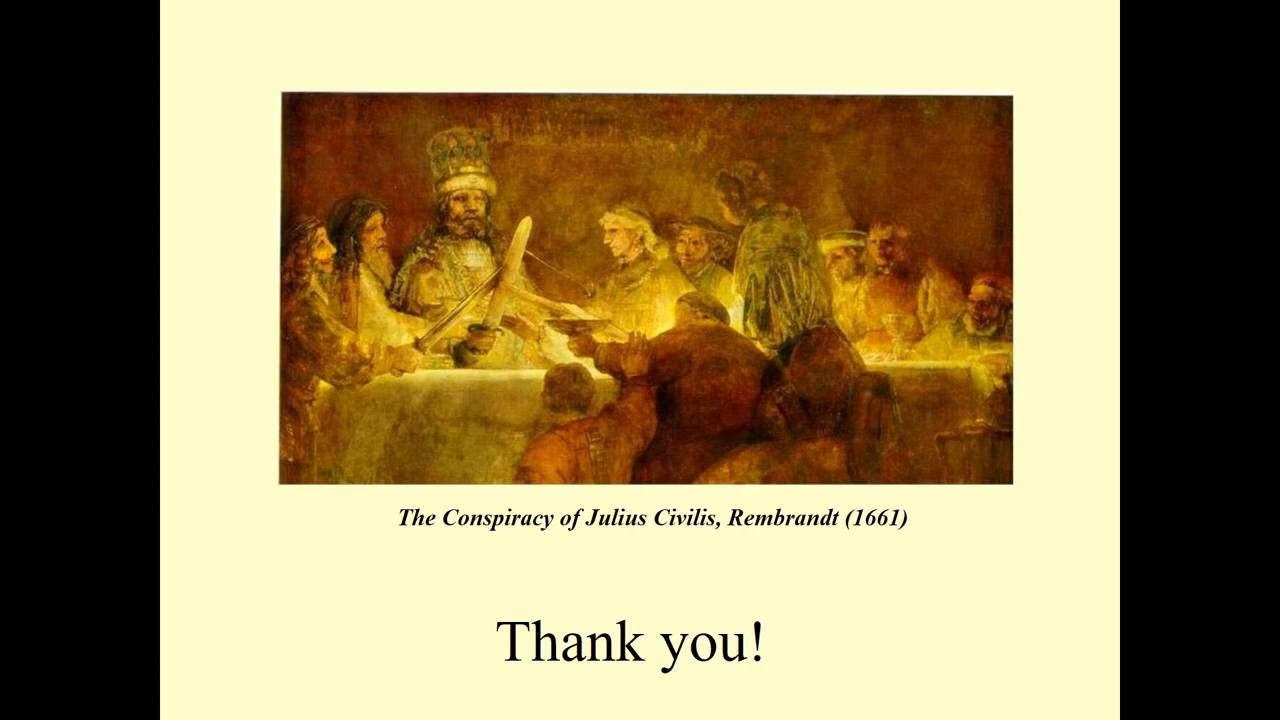 The Conspiracy of Julius Civilis, Rembrandt (1661)
Thank you!